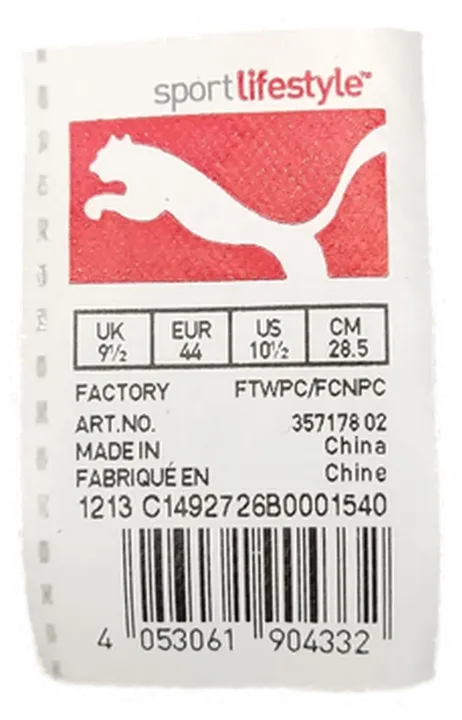 sportlifestyle™
UK EUR US CM
9½ 44 10½ 28.5
FACTORY FTWPC/FCNPC
ART.NO. 357178 02
MADE IN China
FABRIQUÉ EN Chine
1213 C1492726B0001540
4 053061 904332